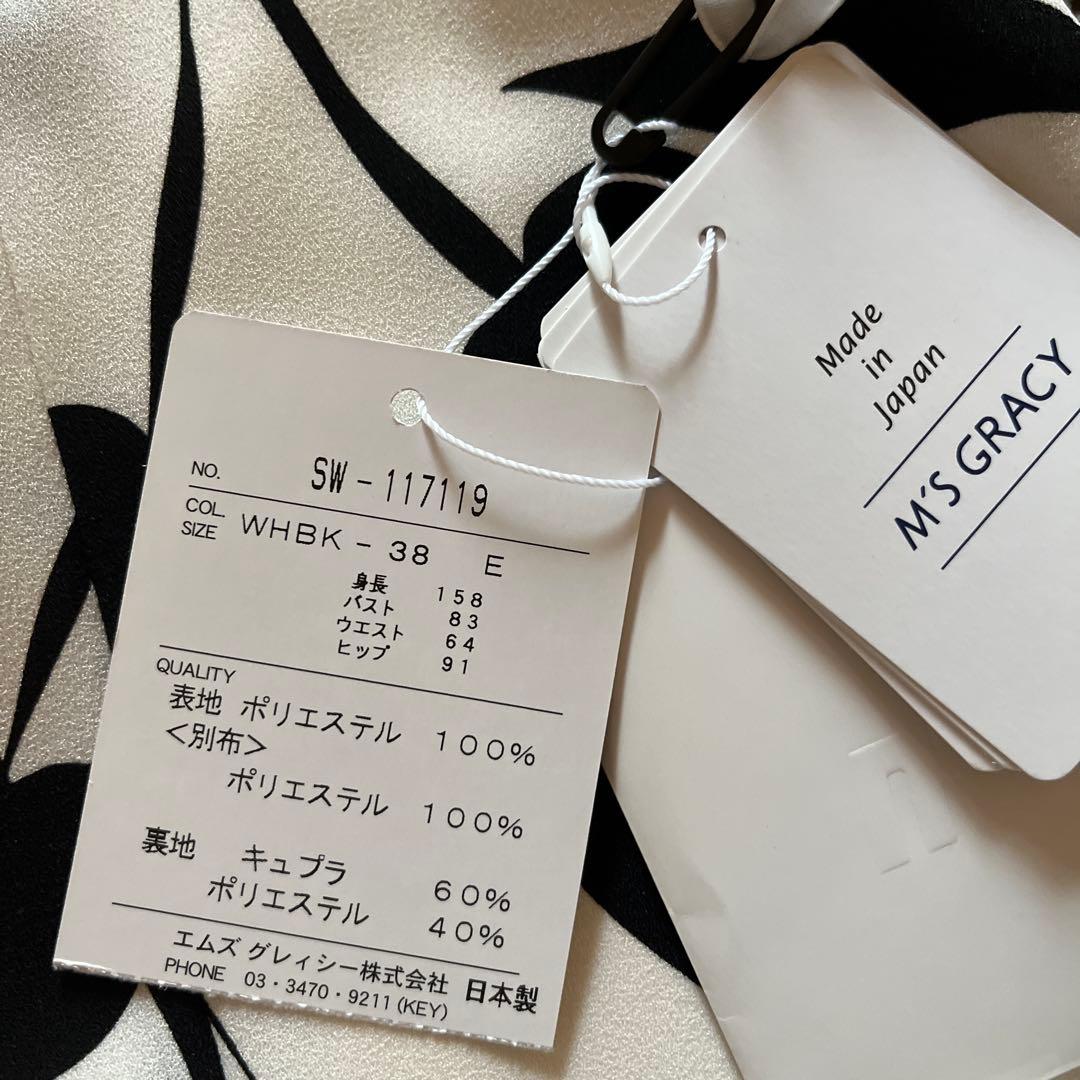 NO. SW-117119
COL. SIZE WHBK-38 E
身長 158
バスト 83
ウエスト 64
ヒップ 91
QUALITY
表地 ポリエステル 100%
<別布>
ポリエステル 100%
裏地 キュプラ 60%
ポリエステル 40%
エムズ グレィシー株式会社 日本製
PHONE 03・3470・9211(KEY)
Made
in
Japan
M'S GRACY